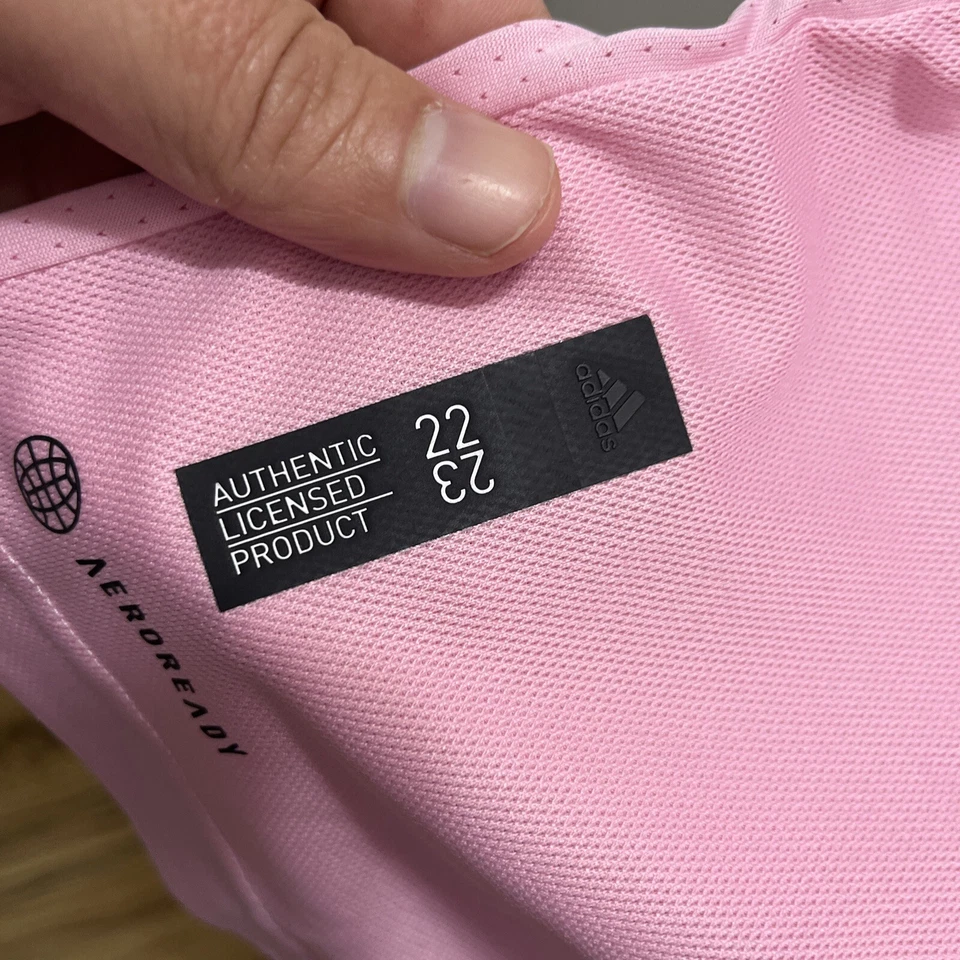 AUTHENTIC
LICENSED
PRODUCT
22
23
adidas
AEROREADY